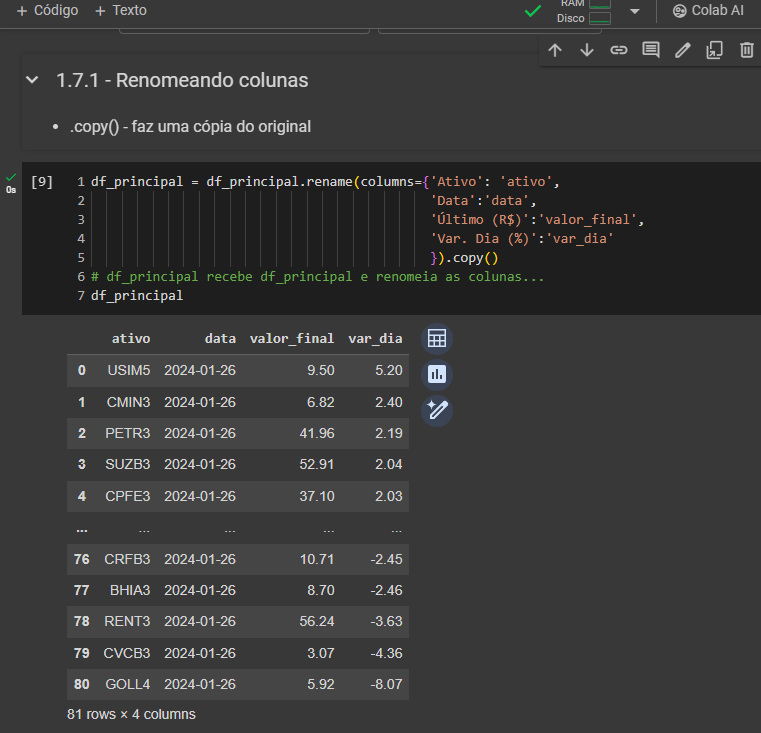 + Código + Texto
RAM
Disco
Colab AI
1.7.1 - Renomeando colunas
• .copy() - faz uma cópia do original
[9]
0s
1 df_principal = df_principal.rename(columns={'Ativo': 'ativo',
2 'Data':'data',
3 'Último (R$)':'valor_final',
4 'Var. Dia (%)':'var_dia'
5 }).copy()
6 # df_principal recebe df_principal e renomeia as colunas...
7 df_principal
ativo data valor_final var_dia
0 USIM5 2024-01-26 9.50 5.20
1 CMIN3 2024-01-26 6.82 2.40
2 PETR3 2024-01-26 41.96 2.19
3 SUZB3 2024-01-26 52.91 2.04
4 CPFE3 2024-01-26 37.10 2.03
... ... ... ... ...
76 CRFB3 2024-01-26 10.71 -2.45
77 BHIA3 2024-01-26 8.70 -2.46
78 RENT3 2024-01-26 56.24 -3.63
79 CVCB3 2024-01-26 3.07 -4.36
80 GOLL4 2024-01-26 5.92 -8.07
81 rows × 4 columns